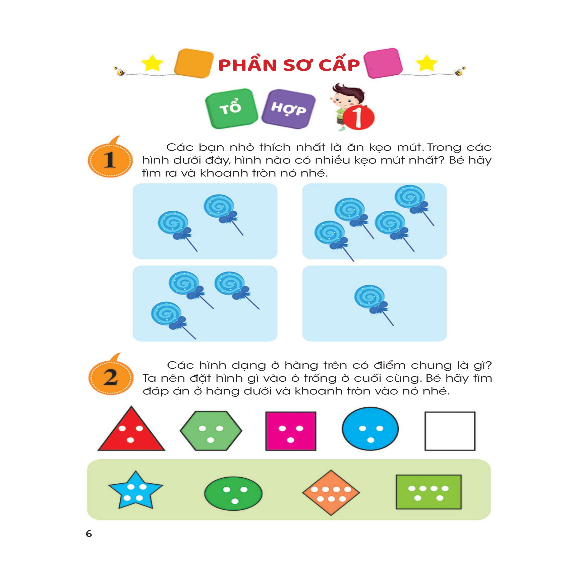 PHẦN SƠ CẤP
TỔ HỢP 1
1
Các bạn nhỏ thích nhất là ăn kẹo mút. Trong các
hình dưới đây, hình nào có nhiều kẹo mút nhất? Bé hãy
tìm ra và khoanh tròn nó nhé.
2
Các hình dạng ở hàng trên có điểm chung là gì?
Ta nên đặt hình gì vào ô trống ở cuối cùng. Bé hãy tìm
đáp án ở hàng dưới và khoanh tròn vào nó nhé.
6